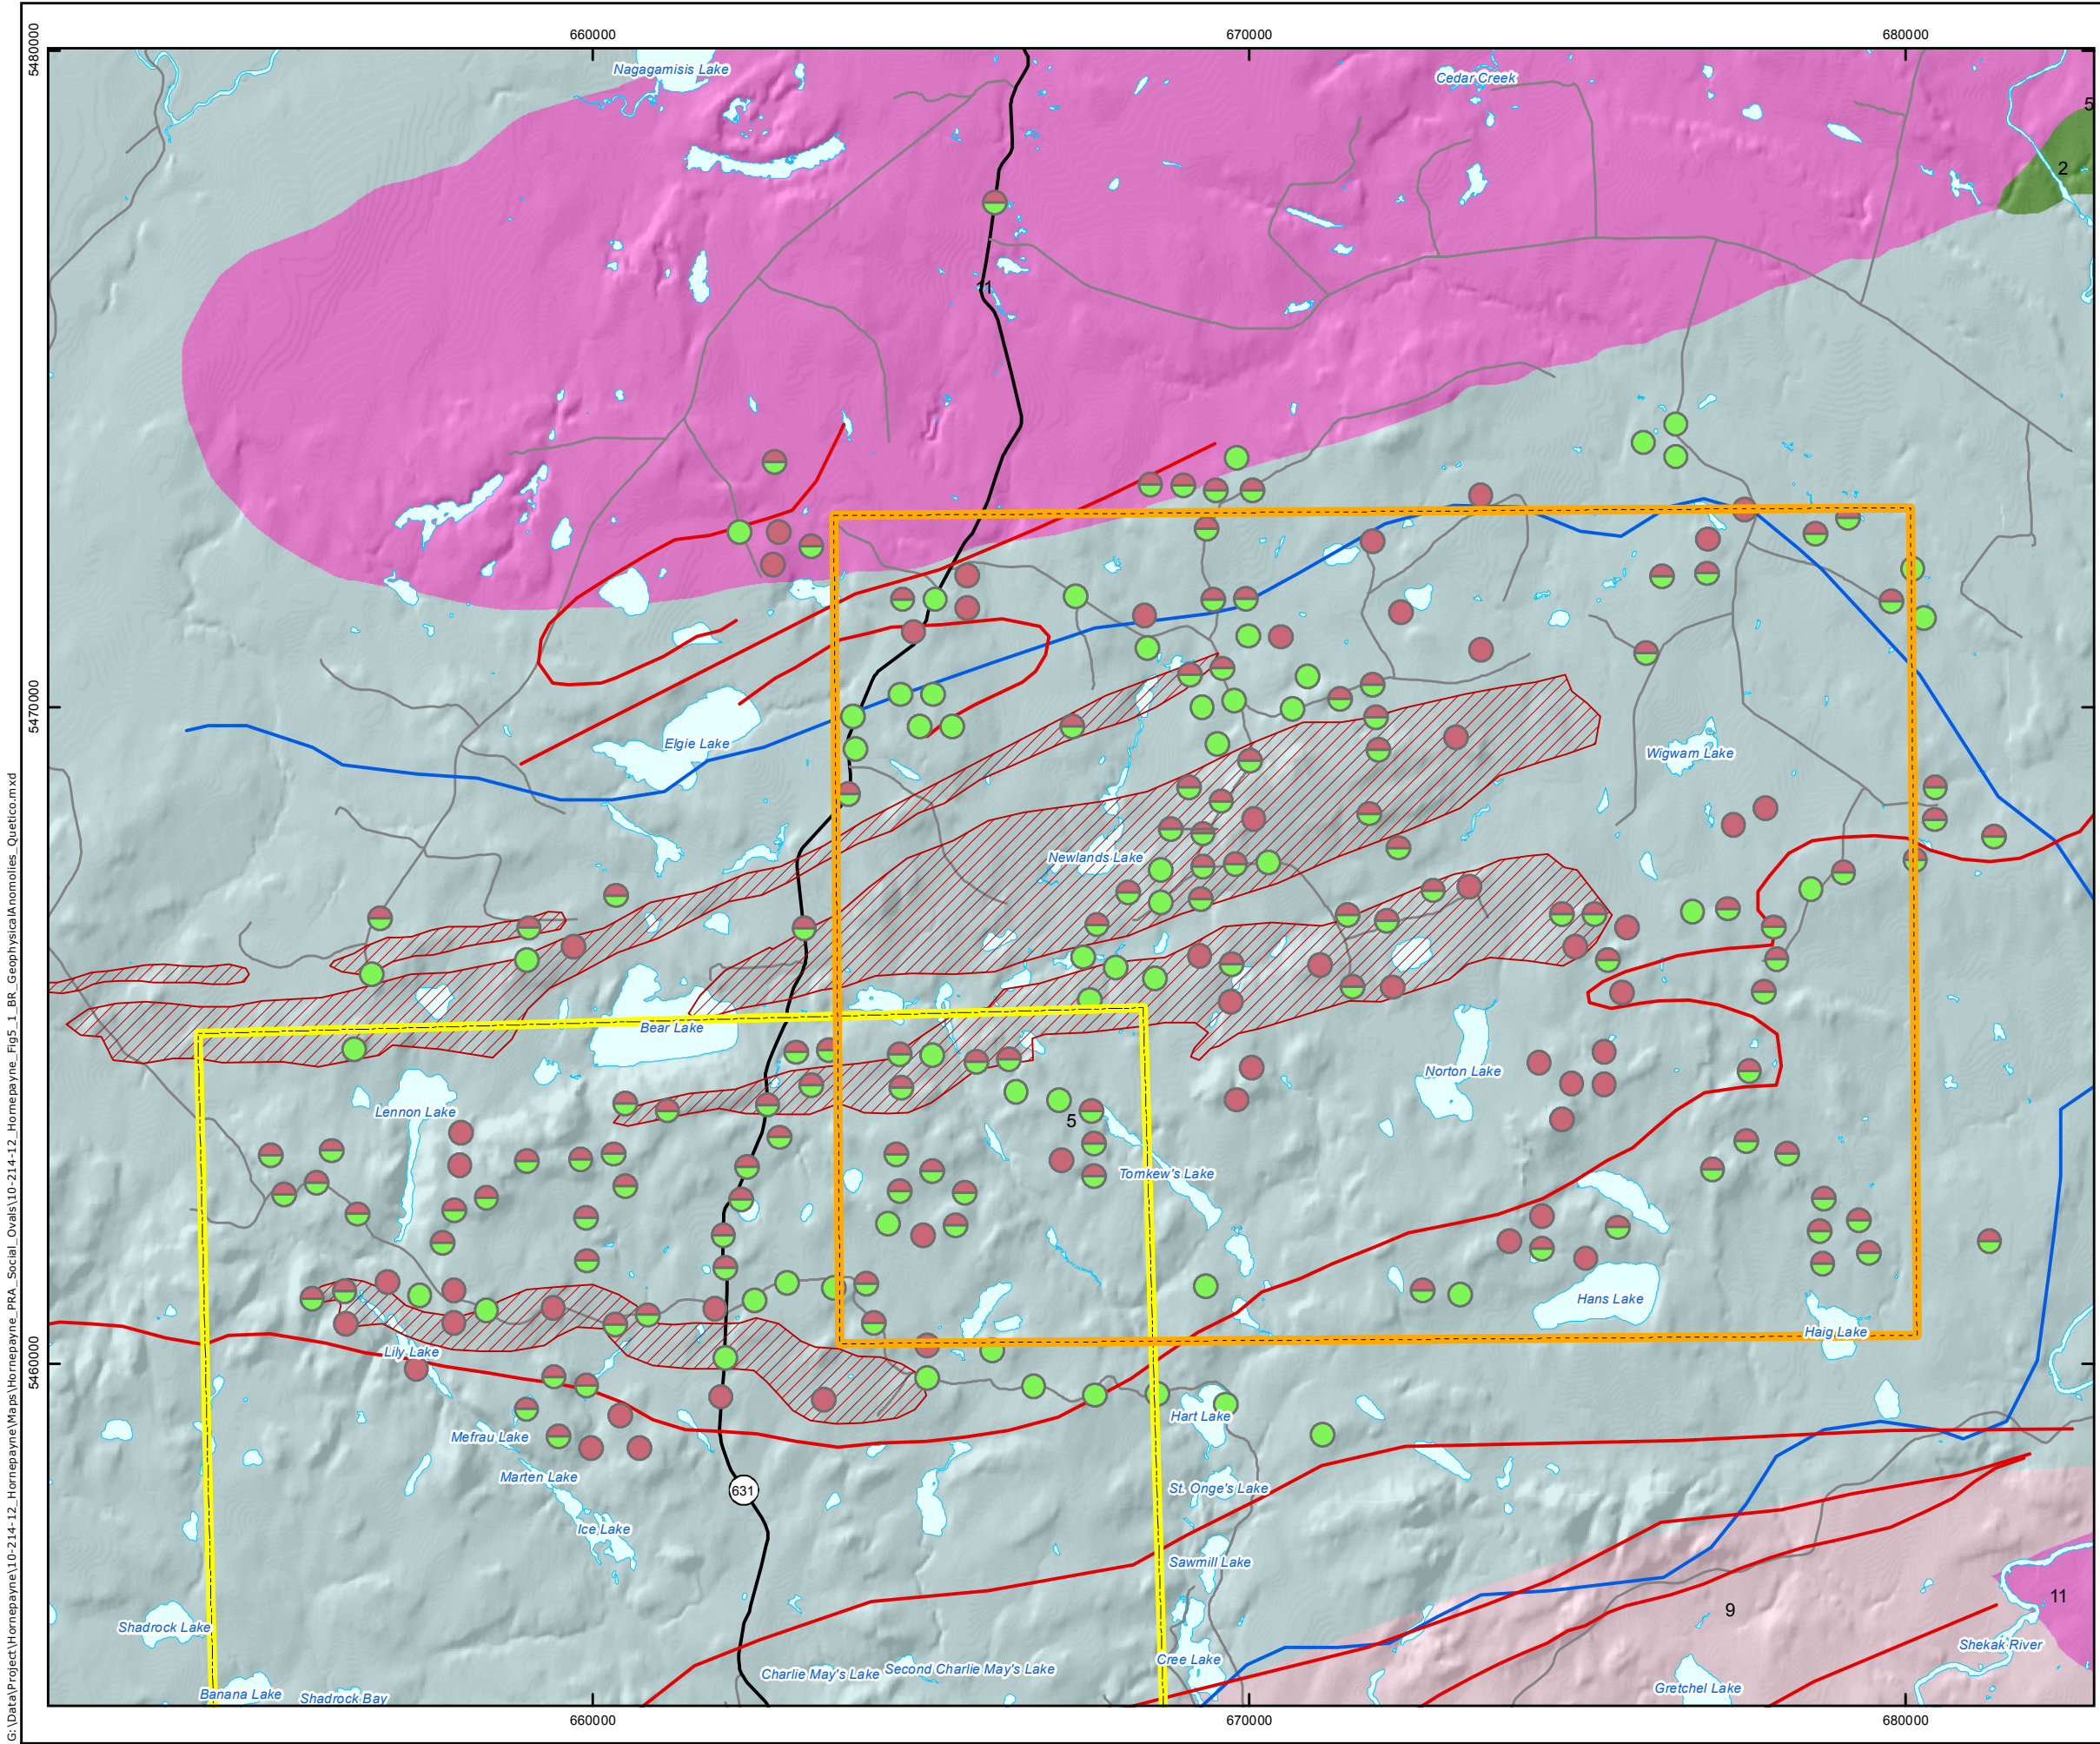 660000
670000
680000
5480000
Nagagamisis Lake
Cedar Creek
5
2
11
5470000
Elgie Lake
Wigwam Lake
Newlands Lake
Bear Lake
Norton Lake
Lennon Lake
5
Tomkew's Lake
Hans Lake
Haig Lake
5460000
Lily Lake
Hart Lake
Mefrau Lake
Marten Lake
St. Onge's Lake
631
Ice Lake
Sawmill Lake
9
11
Shadrock Lake
Shekak River
Cree Lake
Charlie May's Lake
Second Charlie May's Lake
Gretchel Lake
Banana Lake
Shadrock Bay
660000
670000
680000
G:\Data\Project\Hornepayne\10-214-12_Hornepayne\Maps\Hornepayne_PRA_Social_Ovals\10-214-12_Hornepayne_Fig5_1_BR_GeophysicalAnomolies_Quetico.mxd